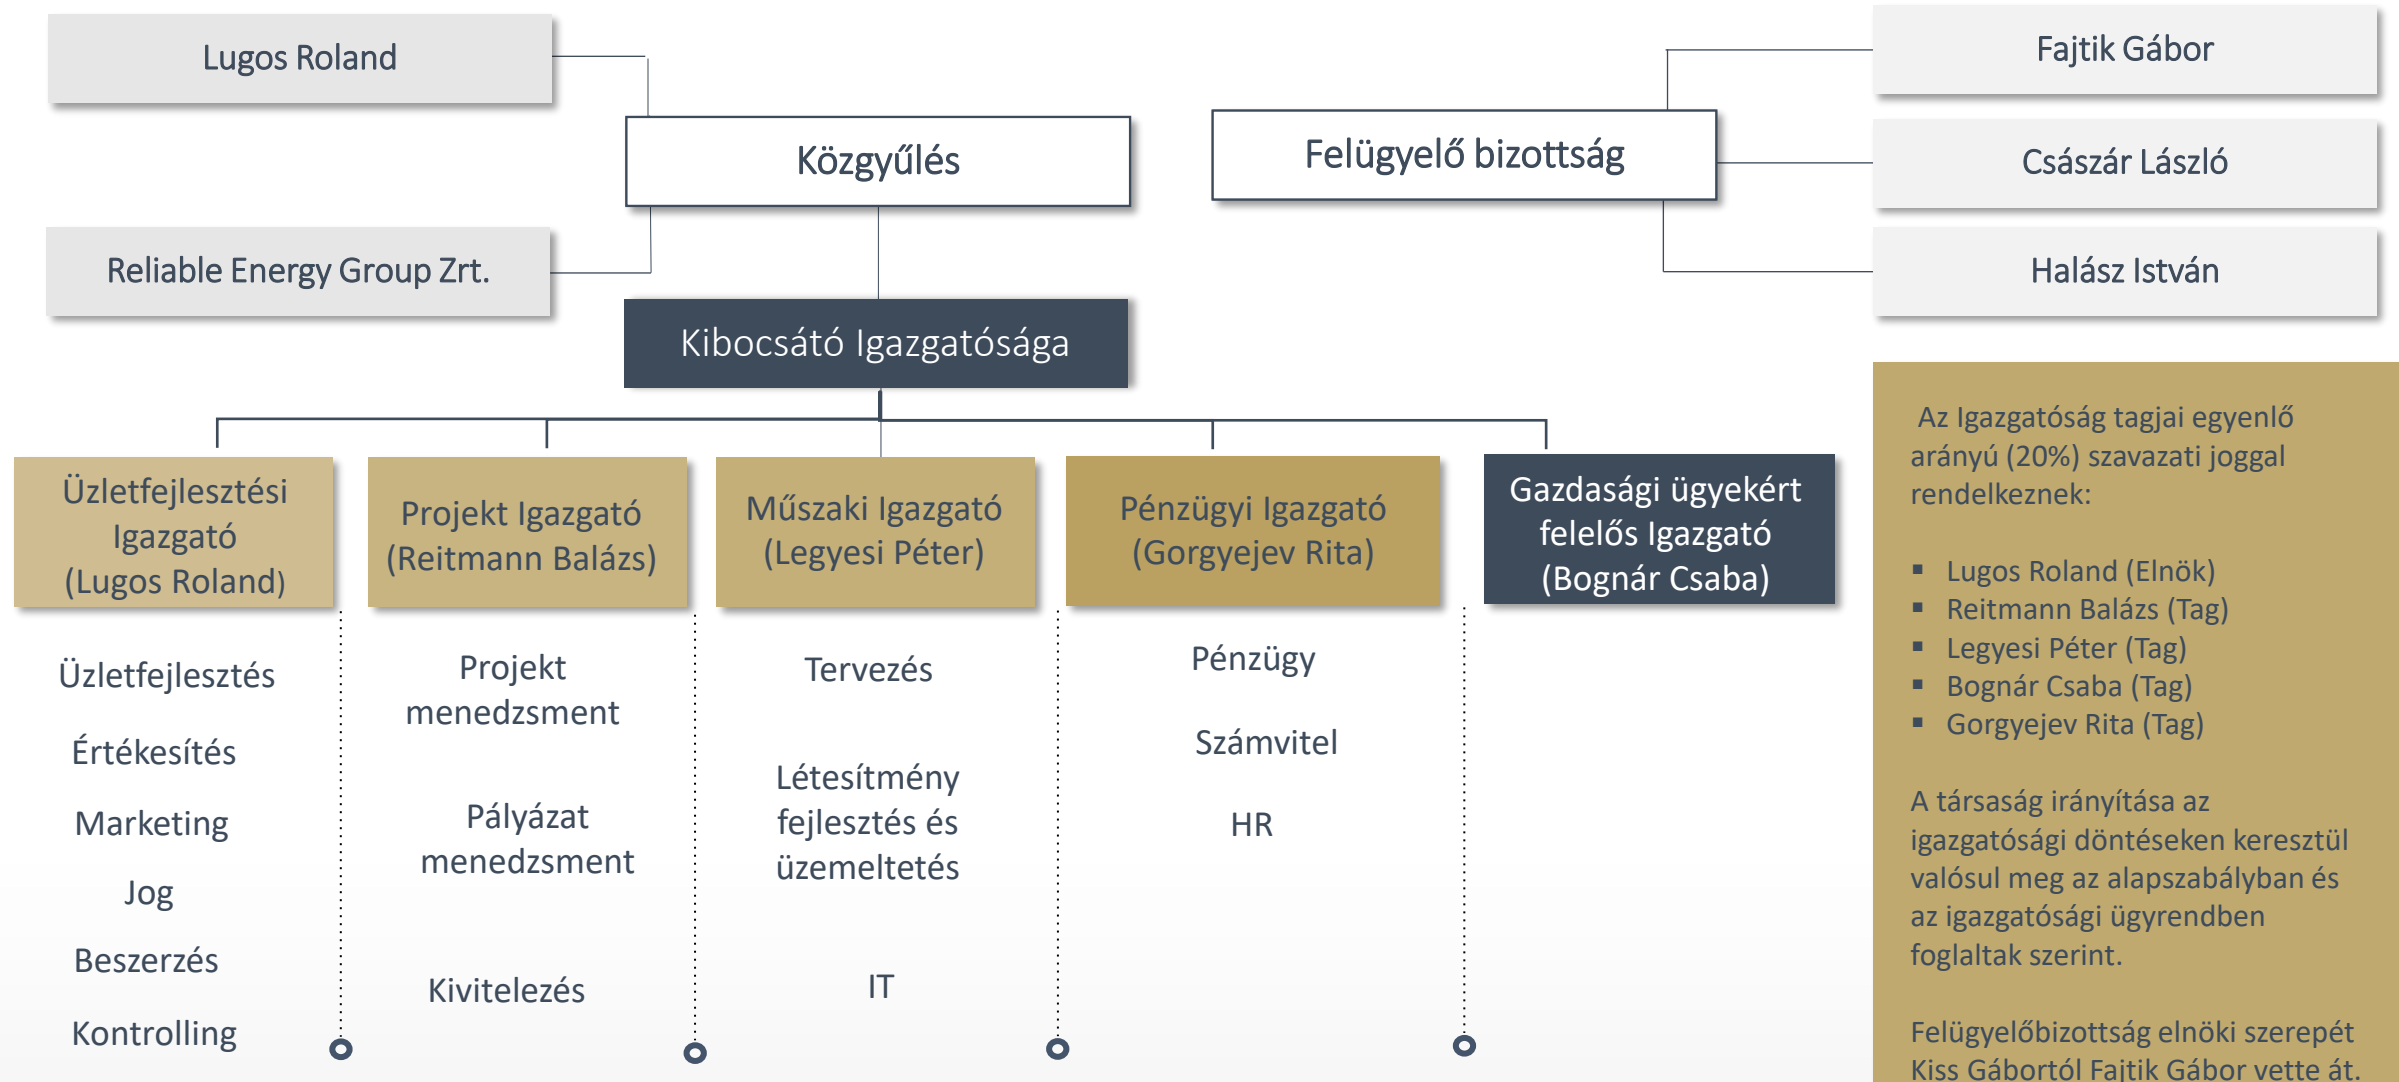 Lugos Roland
Közgyűlés
Reliable Energy Group Zrt.
Felügyelő bizottság
Fajtik Gábor
Császár László
Halász István
Kibocsátó Igazgatósága
Üzletfejlesztési
Igazgató
(Lugos Roland)
Üzletfejlesztés
Értékesítés
Marketing
Jog
Beszerzés
Kontrolling
Projekt Igazgató
(Reitmann Balázs)
Projekt
menedzsment
Pályázat
menedzsment
Kivitelezés
Műszaki Igazgató
(Legyesi Péter)
Tervezés
Létesítmény
fejlesztés és
üzemeltetés
IT
Pénzügyi Igazgató
(Gorgyejev Rita)
Pénzügy
Számvitel
HR
Gazdasági ügyekért
felelős Igazgató
(Bognár Csaba)
Az Igazgatóság tagjai egyenlő
arányú (20%) szavazati joggal
rendelkeznek:
▪ Lugos Roland (Elnök)
▪ Reitmann Balázs (Tag)
▪ Legyesi Péter (Tag)
▪ Bognár Csaba (Tag)
▪ Gorgyejev Rita (Tag)
A társaság irányítása az
igazgatósági döntéseken keresztül
valósul meg az alapszabályban és
az igazgatósági ügyrendben
foglaltak szerint.
Felügyelőbizottság elnöki szerepét
Kiss Gábortól Fajtik Gábor vette át.